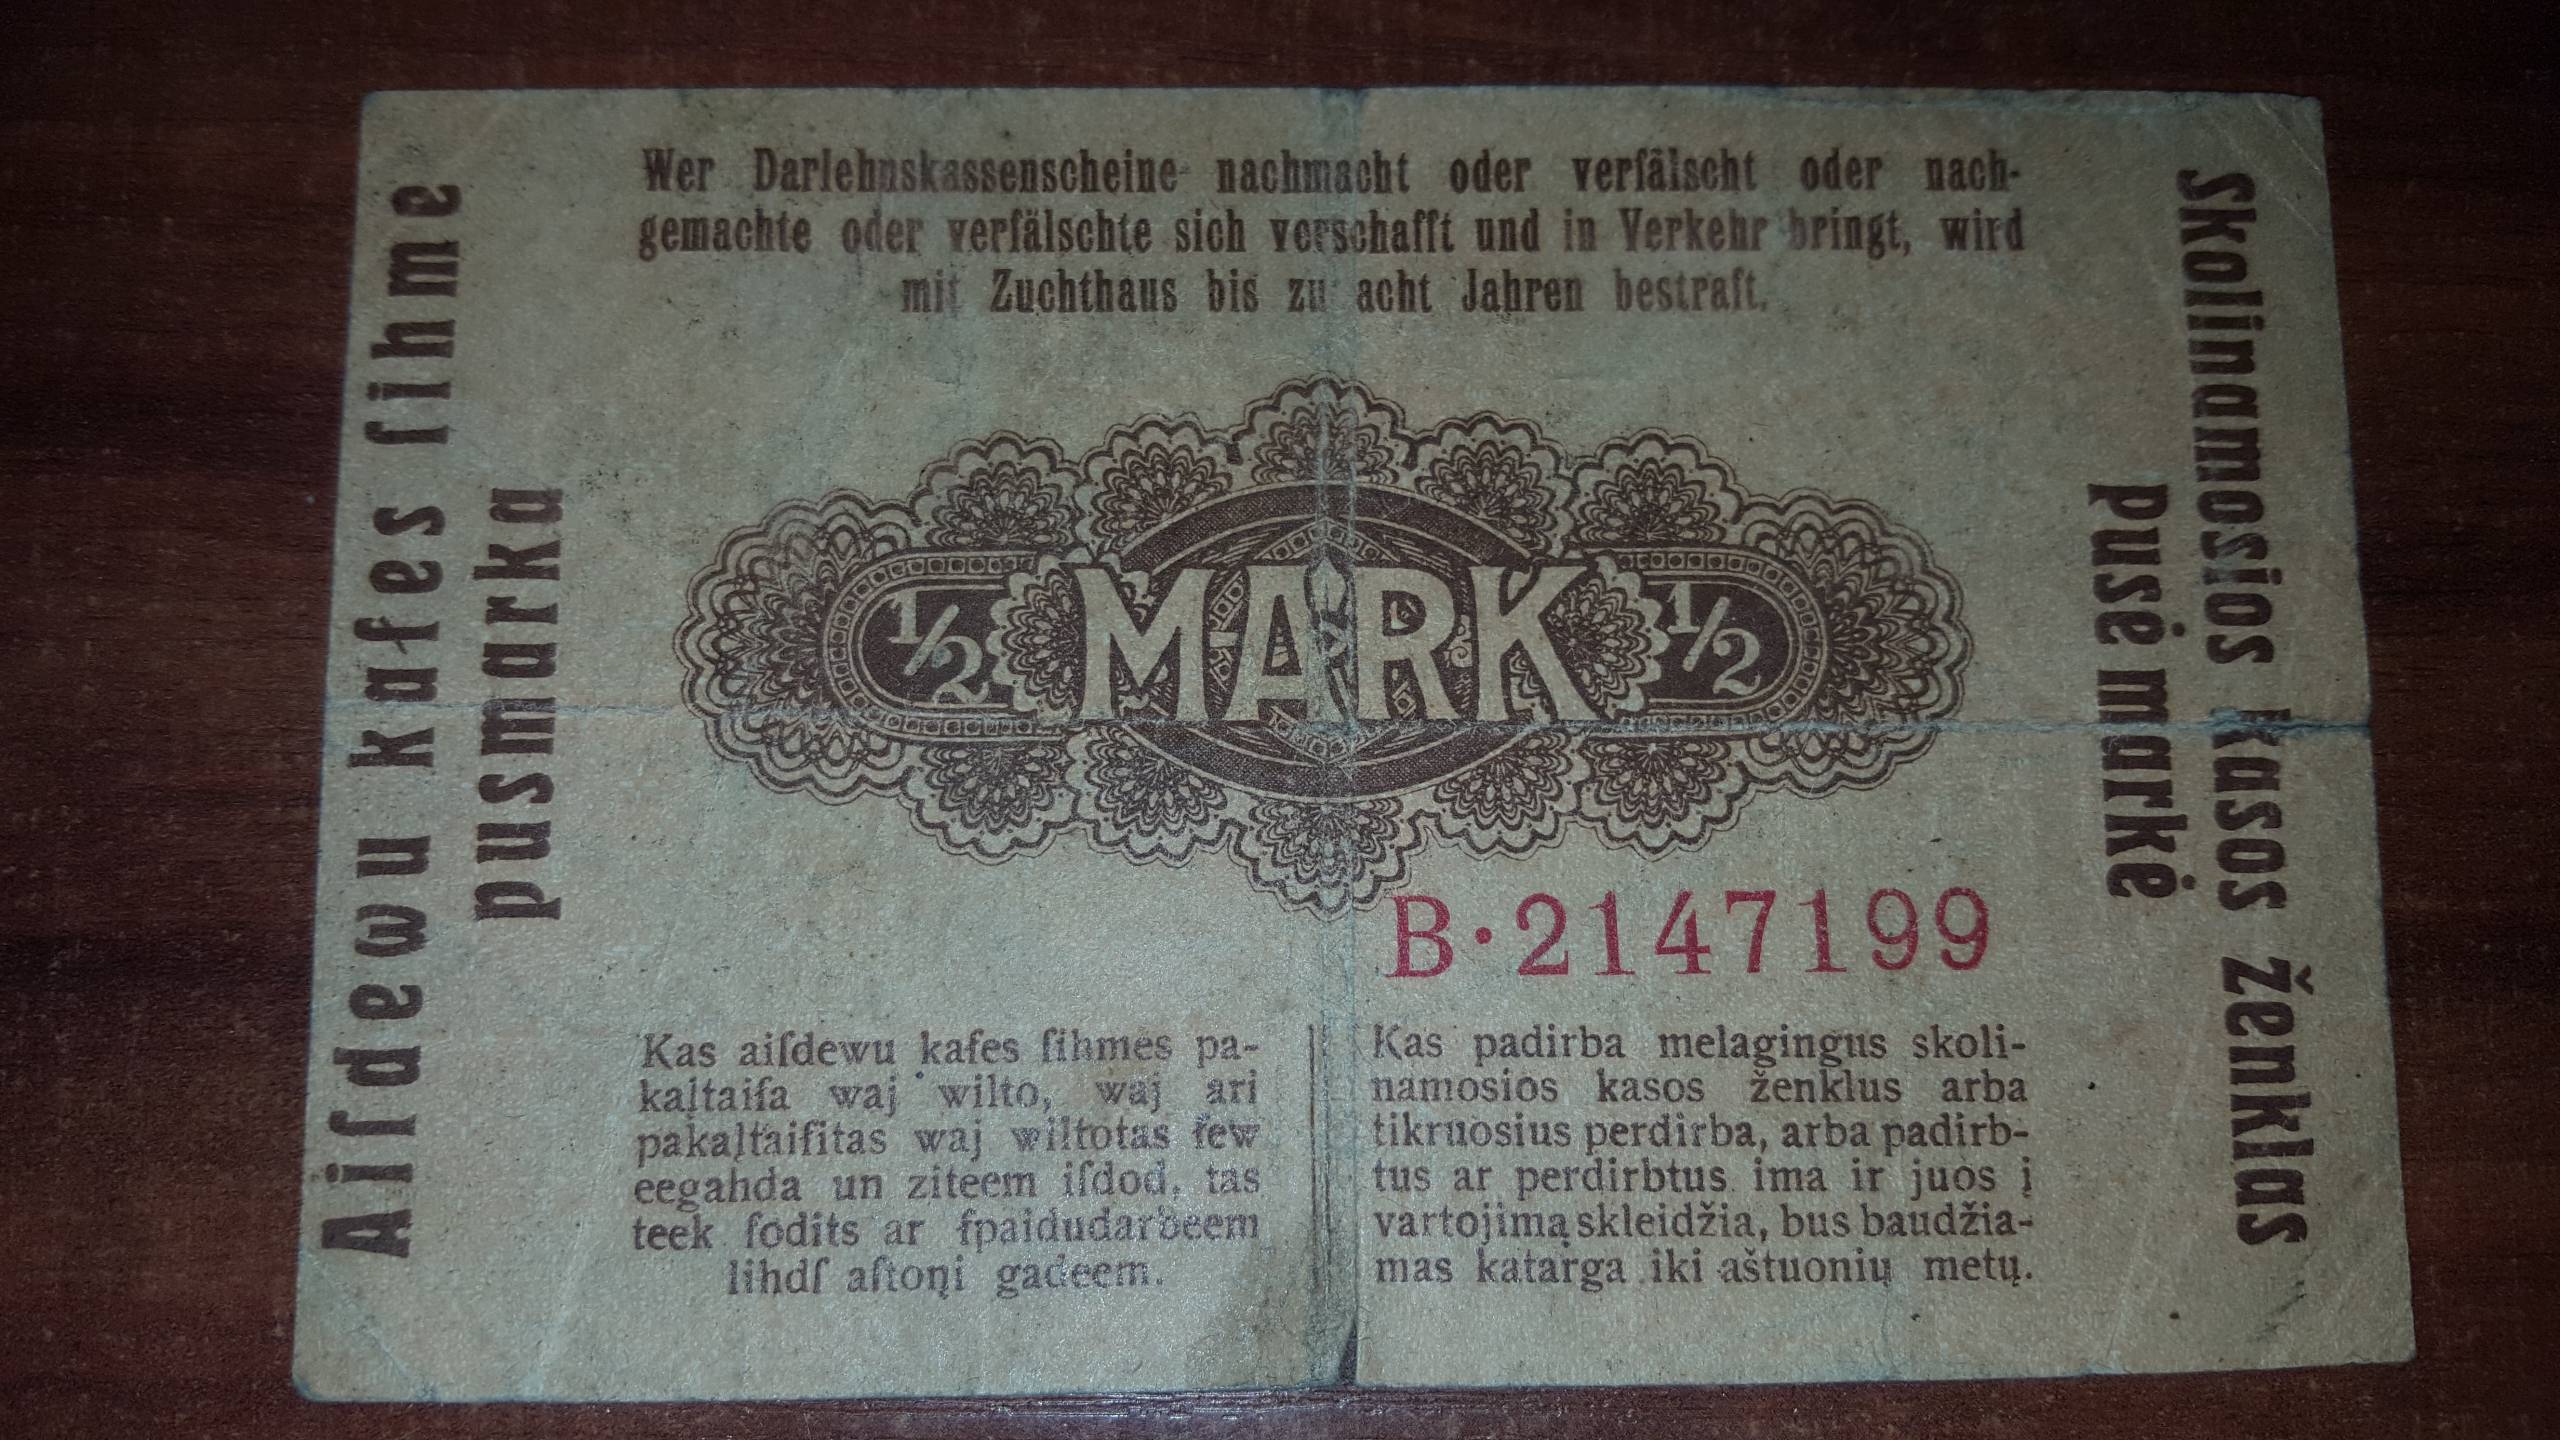 Wer Darlehnskassenscheine nachmacht oder verfälscht oder nach-
gemachte oder verfälschte sich verschafft und in Verkehr bringt, wird
mit Zuchthaus bis zu acht Jahren bestraft.
Aiſdewu kaſes ſihme
pusmarka
½ MARK ½
Skolinamosios kasos ženklas
pusė markė
B·2147199
Kas aiſdewu kaſes ſihmes pa-
kaļtaiſa waj wilto, waj ari
pakaļtaiſitas waj wiltotas ſew
eegahda un ziteem iſdod, tas
teek ſodits ar ſpaidudarbeem
lihdſ aſtoņi gadeem.
Kas padirba melagingus skoli-
namosios kasos ženklus arba
tikruosius perdirba, arba padirb-
tus ar perdirbtus ima ir juos į
vartojimą skleidžia, bus baudžia-
mas katarga iki aštuonių metų.